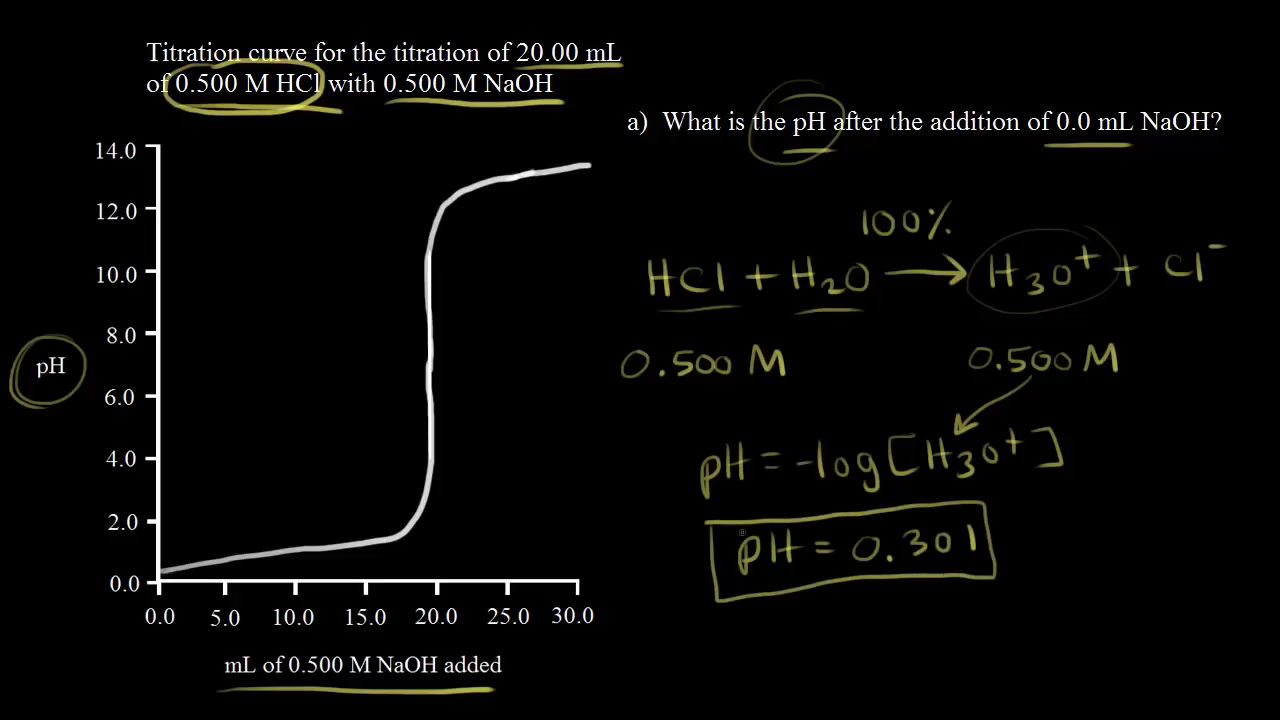 Titration curve for the titration of 20.00 mL
of 0.500 M HCl with 0.500 M NaOH
a) What is the pH after the addition of 0.0 mL NaOH?
14.0
12.0
10.0
8.0
pH
6.0
4.0
2.0
0.0
0.0 5.0 10.0 15.0 20.0 25.0 30.0
mL of 0.500 M NaOH added
100%
HCl + H2O → H3O+ + Cl-
0.500 M 0.500 M
pH = -log[H3O+]
pH = 0.301